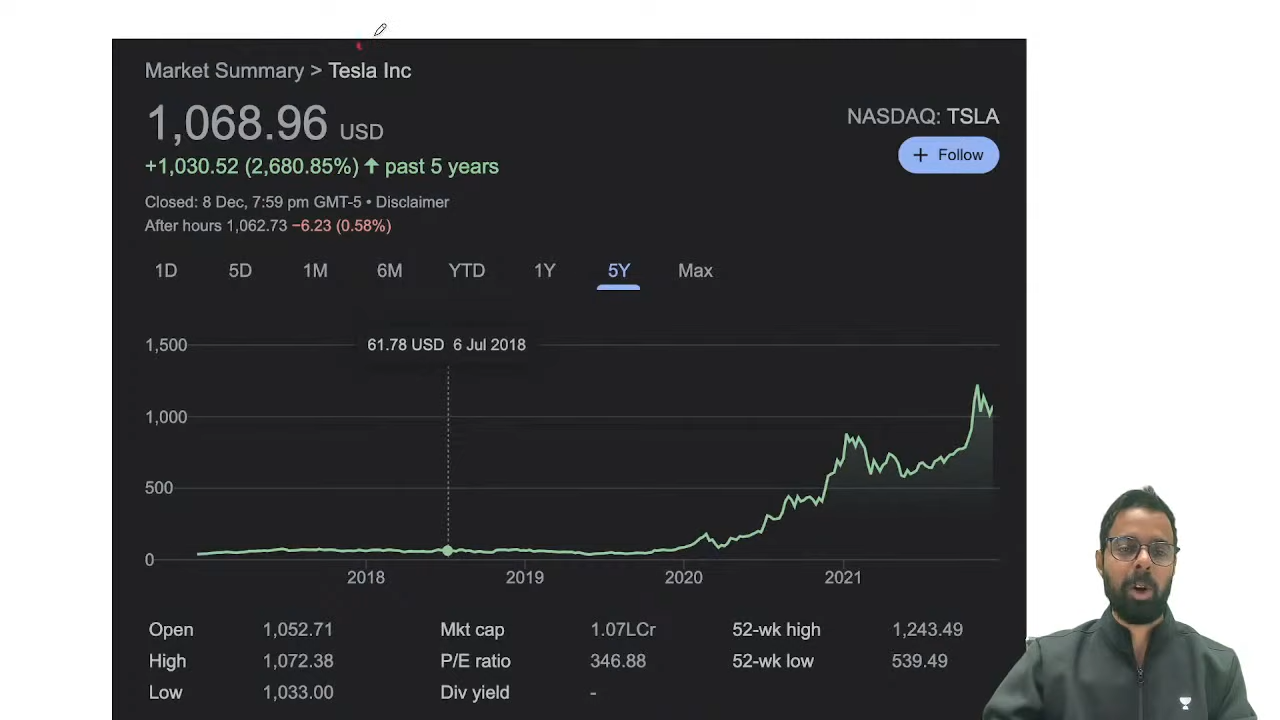 Market Summary > Tesla Inc
1,068.96 USD
NASDAQ: TSLA
+ Follow
+1,030.52 (2,680.85%) ↑ past 5 years
Closed: 8 Dec, 7:59 pm GMT-5 • Disclaimer
After hours 1,062.73 −6.23 (0.58%)
1D 5D 1M 6M YTD 1Y 5Y Max
61.78 USD 6 Jul 2018
1,500
1,000
500
0
2018 2019 2020 2021
Open 1,052.71 Mkt cap 1.07LCr 52-wk high 1,243.49
High 1,072.38 P/E ratio 346.88 52-wk low 539.49
Low 1,033.00 Div yield -